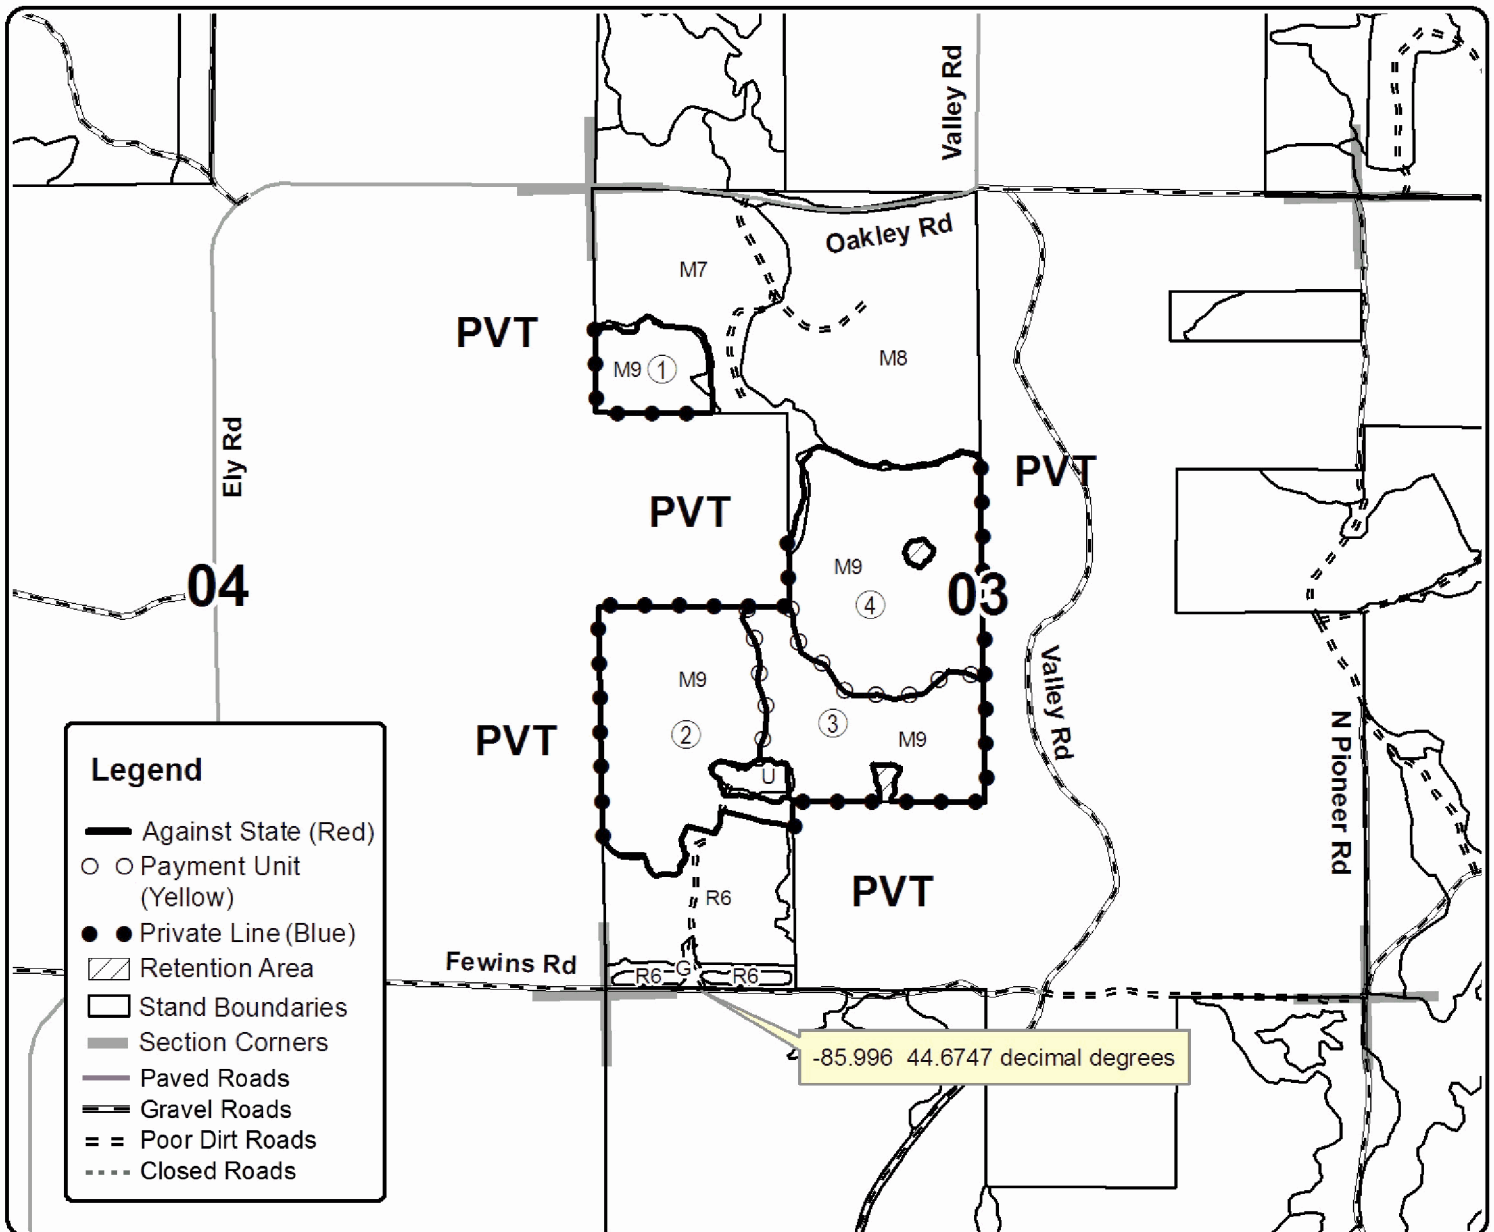 Valley Rd
Oakley Rd
M7
PVT
M9 1
M8
Ely Rd
PVT
PVT
M9
4
04
03
M9
2
3
M9
PVT
U
Valley Rd
N Pioneer Rd
R6
PVT
Fewins Rd
R6
G
R6
-85.996 44.6747 decimal degrees
Legend
Against State (Red)
Payment Unit
(Yellow)
Private Line (Blue)
Retention Area
Stand Boundaries
Section Corners
Paved Roads
Gravel Roads
Poor Dirt Roads
Closed Roads